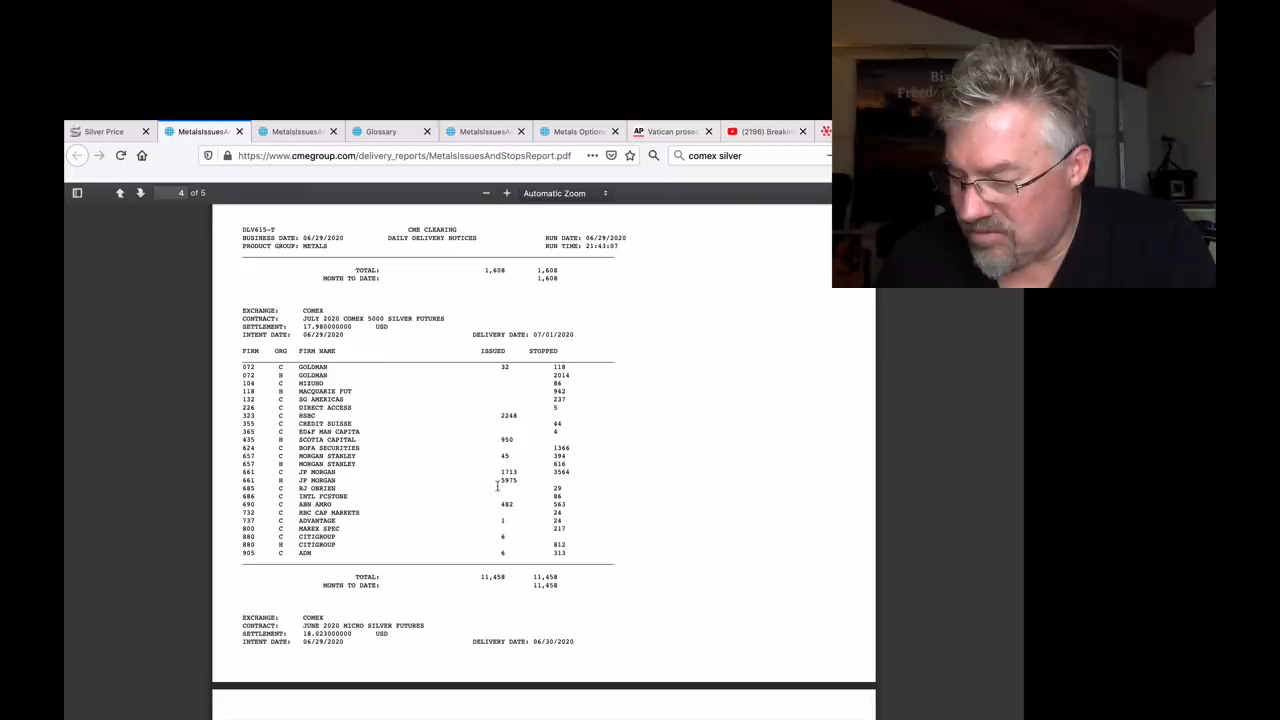 Silver Price
MetalsIssuesA
MetalsIssuesA
Glossary
MetalsIssuesA
Metals Option
AP Vatican prosec
(2196) Breakin
https://www.cmegroup.com/delivery_reports/MetalsIssuesAndStopsReport.pdf
comex silver
4 of 5
Automatic Zoom
DLV615-T CME CLEARING
BUSINESS DATE: 06/29/2020 DAILY DELIVERY NOTICES RUN DATE: 06/29/2020
PRODUCT GROUP: METALS RUN TIME: 21:43:07
TOTAL: 1,608 1,608
MONTH TO DATE: 1,608
EXCHANGE: COMEX
CONTRACT: JULY 2020 COMEX 5000 SILVER FUTURES
SETTLEMENT: 17.980000000 USD
INTENT DATE: 06/29/2020 DELIVERY DATE: 07/01/2020
FIRM ORG FIRM NAME ISSUED STOPPED
072 C GOLDMAN 32 118
072 H GOLDMAN 2014
104 C MIZUHO 86
118 H MACQUARIE FUT 942
132 C SG AMERICAS 237
226 C DIRECT ACCESS 5
323 C HSBC 2248
355 C CREDIT SUISSE 44
365 C ED&F MAN CAPITA 4
435 H SCOTIA CAPITAL 950
624 C BOFA SECURITIES 1366
657 C MORGAN STANLEY 45 394
657 H MORGAN STANLEY 616
661 C JP MORGAN 1713 3564
661 H JP MORGAN 5975
685 C RJ OBRIEN 29
686 C INTL FCSTONE 86
690 C ABN AMRO 482 563
732 C RBC CAP MARKETS 24
737 C ADVANTAGE 1 24
800 C MAREX SPEC 217
880 C CITIGROUP 6
880 H CITIGROUP 812
905 C ADM 6 313
TOTAL: 11,458 11,458
MONTH TO DATE: 11,458
EXCHANGE: COMEX
CONTRACT: JUNE 2020 MICRO SILVER FUTURES
SETTLEMENT: 18.023000000 USD
INTENT DATE: 06/29/2020 DELIVERY DATE: 06/30/2020